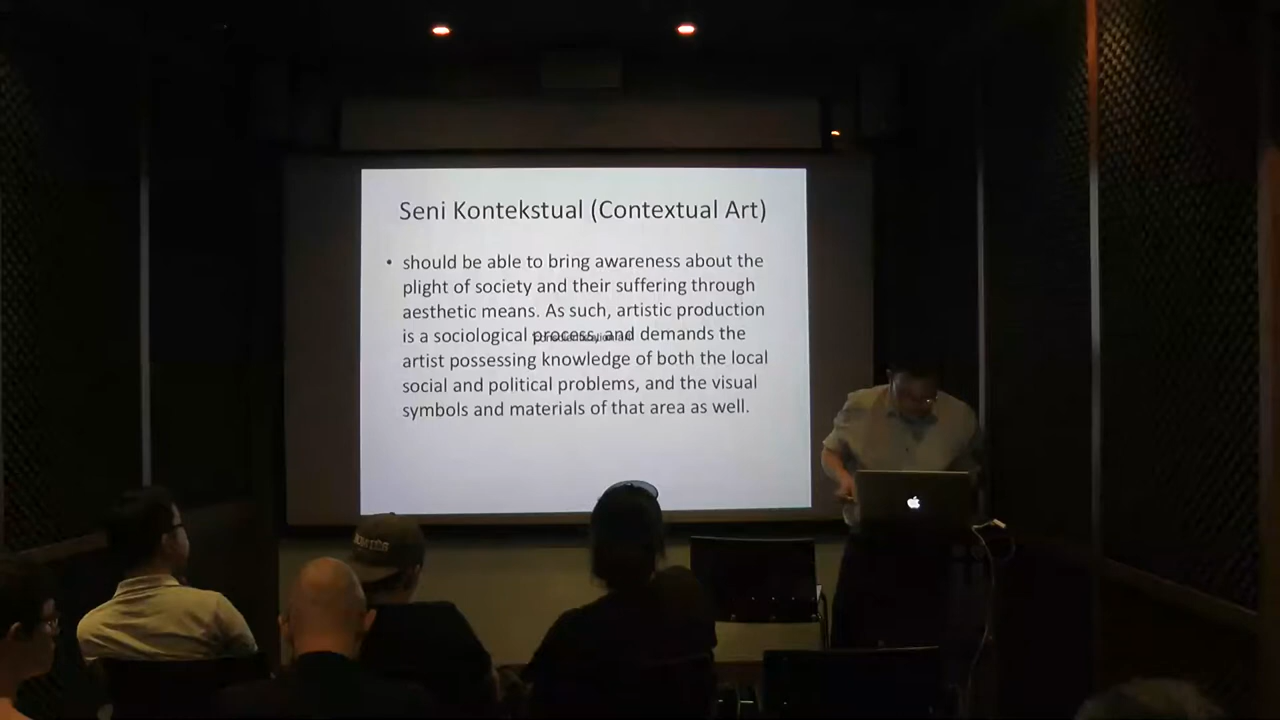 Seni Kontekstual (Contextual Art)
• should be able to bring awareness about the
plight of society and their suffering through
aesthetic means. As such, artistic production
is a sociological process, and demands the
artist possessing knowledge of both the local
social and political problems, and the visual
symbols and materials of that area as well.